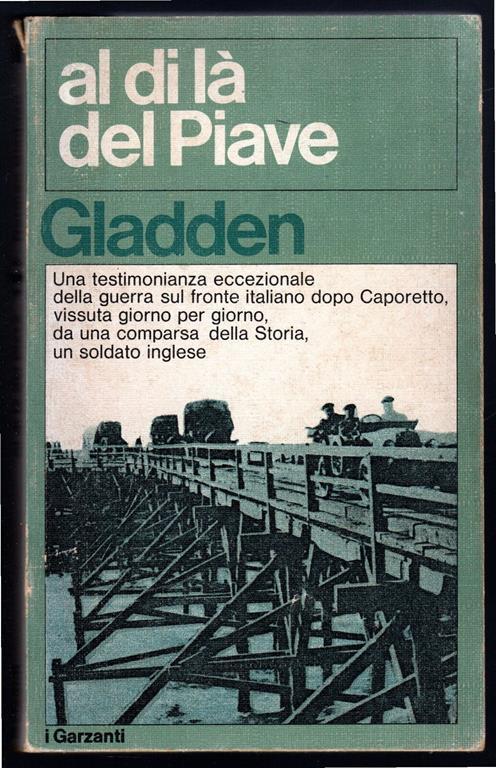 al di là
del Piave
Gladden
Una testimonianza eccezionale
della guerra sul fronte italiano dopo Caporetto,
vissuta giorno per giorno,
da una comparsa della Storia,
un soldato inglese
i Garzanti